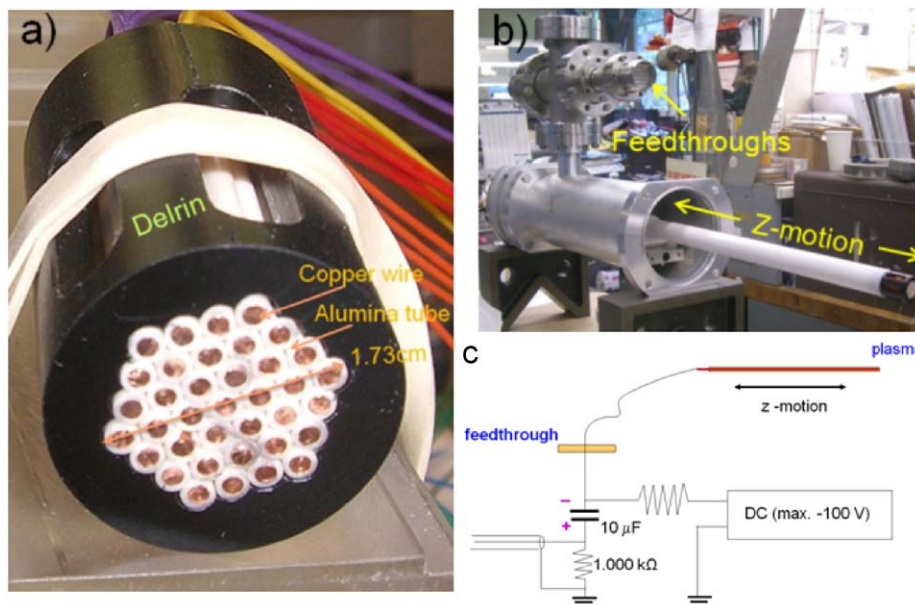 a)
Delrin
Copper wire
Alumina tube
1.73cm
b)
Feedthroughs
Z-motion
c
plasm
z -motion
feedthrough
−
+
10 μF
DC (max. -100 V)
1.000 kΩ